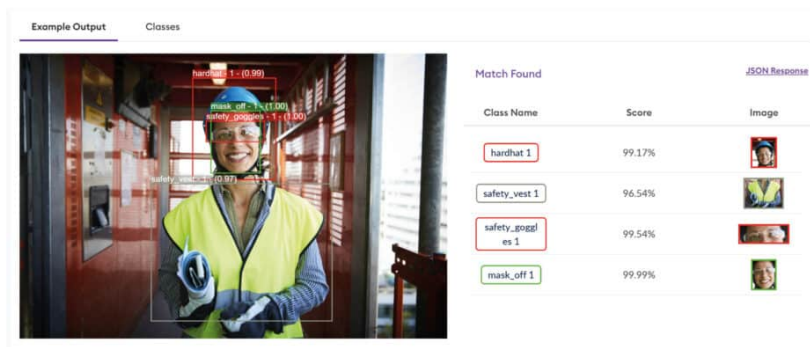 Example Output
Classes
hardhat - 1 - (0.99)
mask_off - 1 - (1.00)
safety_goggles - 1 - (1.00)
safety_vest - 1 - (0.97)
Match Found
JSON Response
Class Name
Score
Image
hardhat 1
99.17%
safety_vest 1
96.54%
safety_goggl
es 1
99.54%
mask_off 1
99.99%